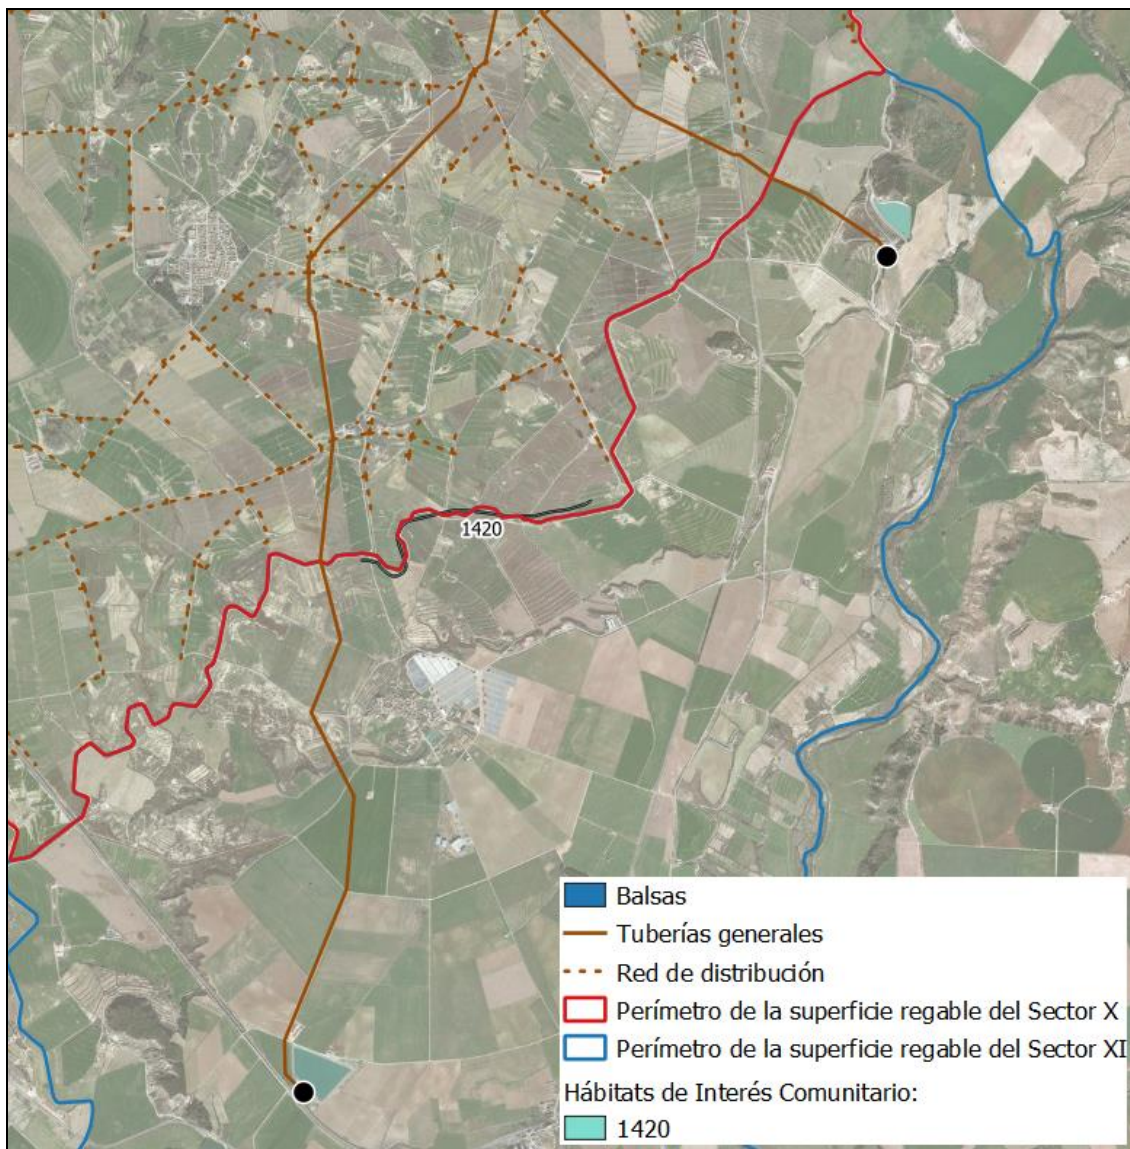 1420
Balsas
Tuberías generales
Red de distribución
Perímetro de la superficie regable del Sector X
Perímetro de la superficie regable del Sector XI
Hábitats de Interés Comunitario:
1420